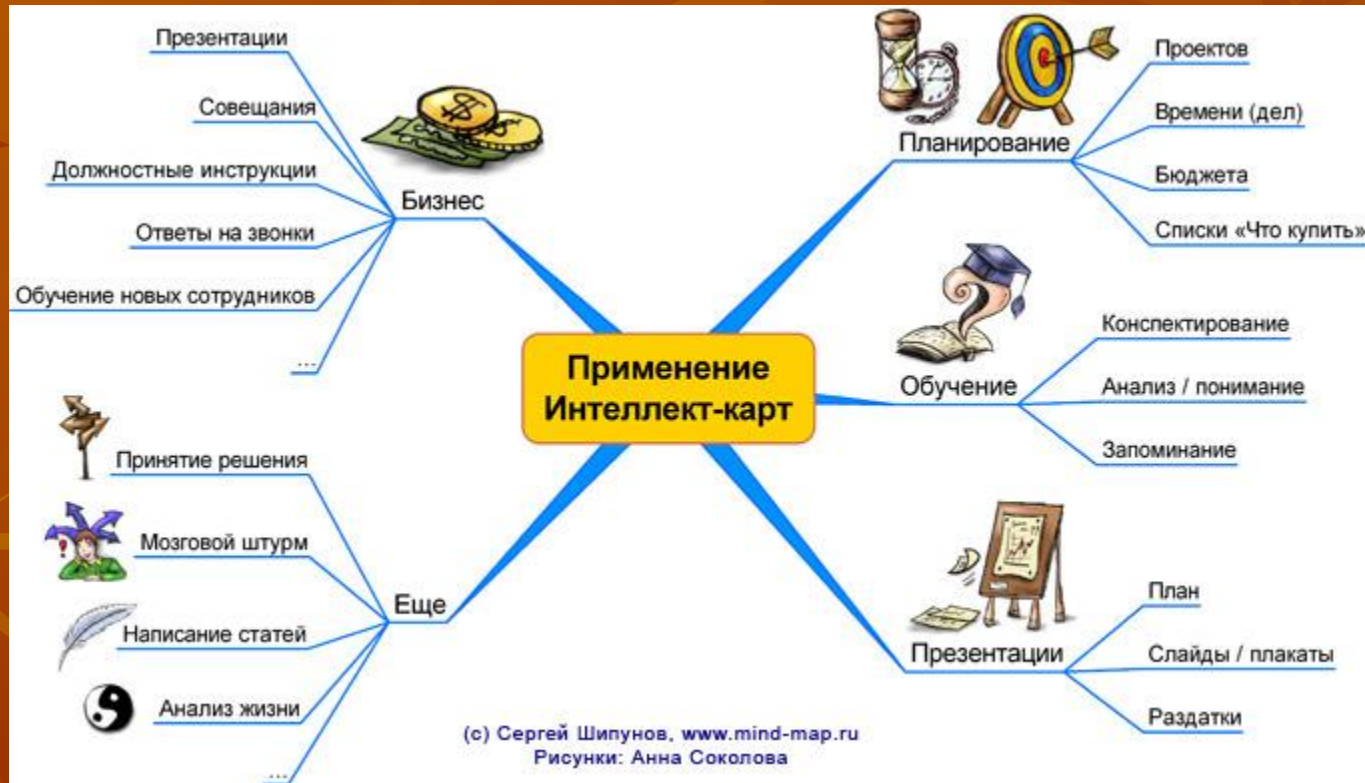 Применение
Интеллект-карт
Планирование
Проектов
Времени (дел)
Бюджета
Списки «Что купить»
Обучение
Конспектирование
Анализ / понимание
Запоминание
Презентации
План
Слайды / плакаты
Раздатки
Бизнес
Презентации
Совещания
Должностные инструкции
Ответы на звонки
Обучение новых сотрудников
...
Еще
Принятие решения
Мозговой штурм
Написание статей
Анализ жизни
...
(c) Сергей Шипунов, www.mind-map.ru
Рисунки: Анна Соколова